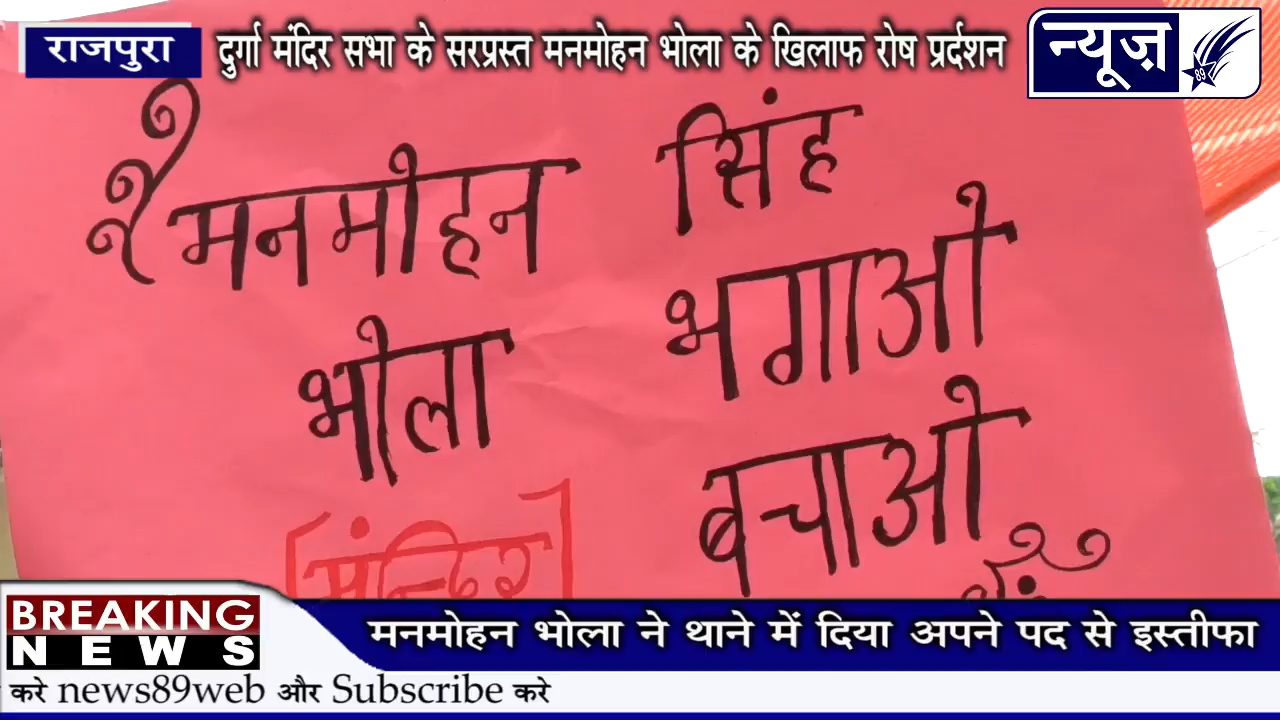 राजपुरा
दुर्गा मंदिर सभा के सरप्रस्त मनमोहन भोला के खिलाफ रोष प्रर्दशन
न्यूज़
89
मनमोहन सिंह
भोला भगाओ
[मंन्दिर] बचाओ
BREAKING
NEWS
मनमोहन भोला ने थाने में दिया अपने पद से इस्तीफा
करे news89web और Subscribe करे